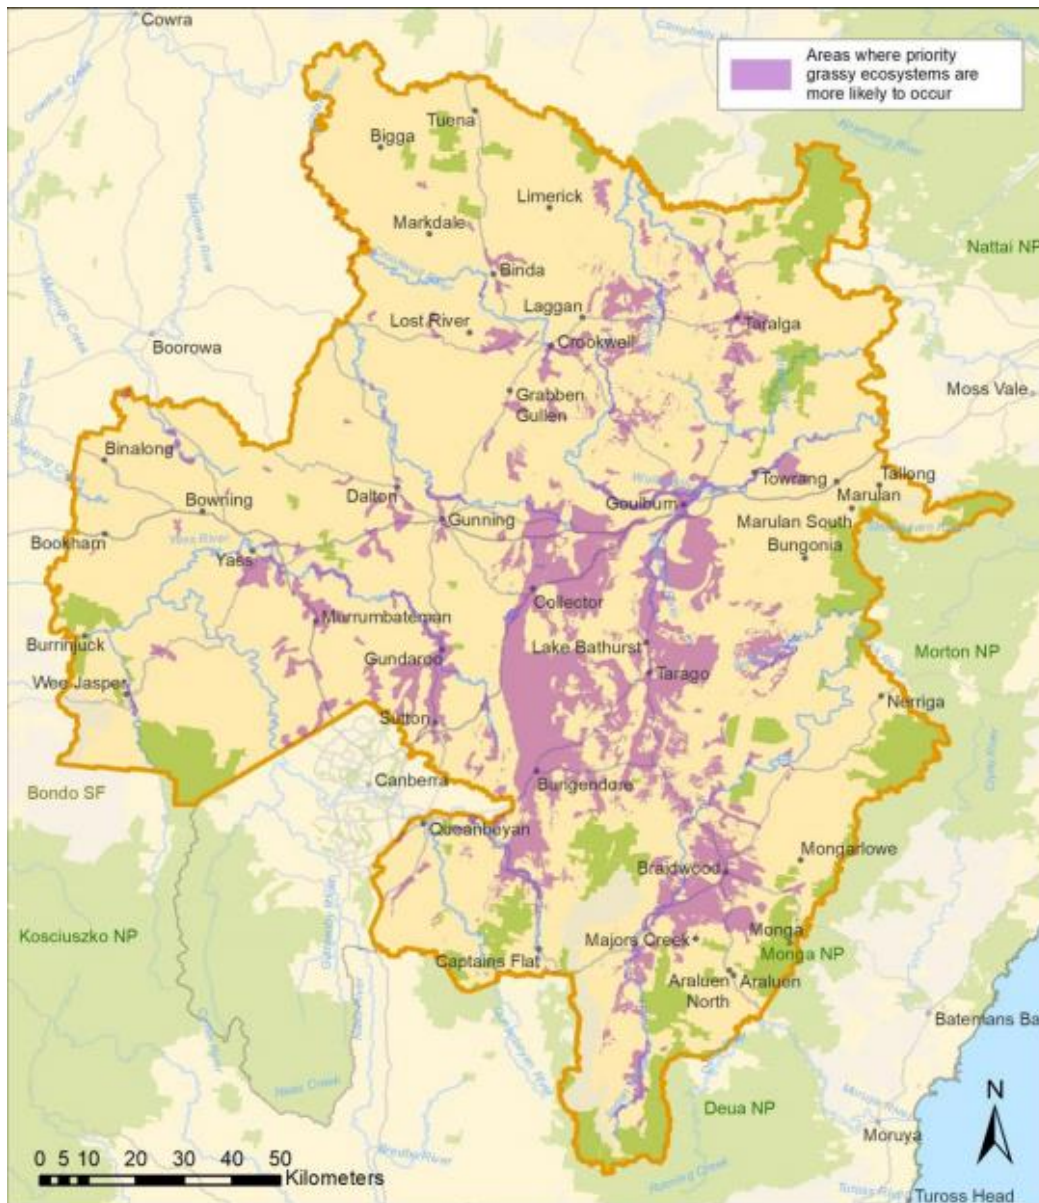 Cowra
Areas where priority
grassy ecosystems are
more likely to occur
Tuena
Bigga
Limerick
Markdale
Nattai NP
Binda
Laggan
Lost River
Taralga
Boorowa
Crookwell
Moss Vale
Grabben
Gullen
Binalong
Towrang
Tallong
Dalton
Bowning
Goulburn
Marulan
Gunning
Marulan South
Bookham
Yass River
Bungonia
Yass
Collector
Murrumbateman
Burrinjuck
Lake Bathurst
Gundaroo
Morton NP
Wee Jasper
Tarago
Nerriga
Sutton
Canberra
Bungendore
Bondo SF
Queanbeyan
Mongarlowe
Braidwood
Kosciuszko NP
Monga
Majors Creek
Monga NP
Captains Flat
Araluen
North
Araluen
Batemans Ba
N
Deua NP
Moruya
0 5 10 20 30 40 50
Kilometers
Tuross Head